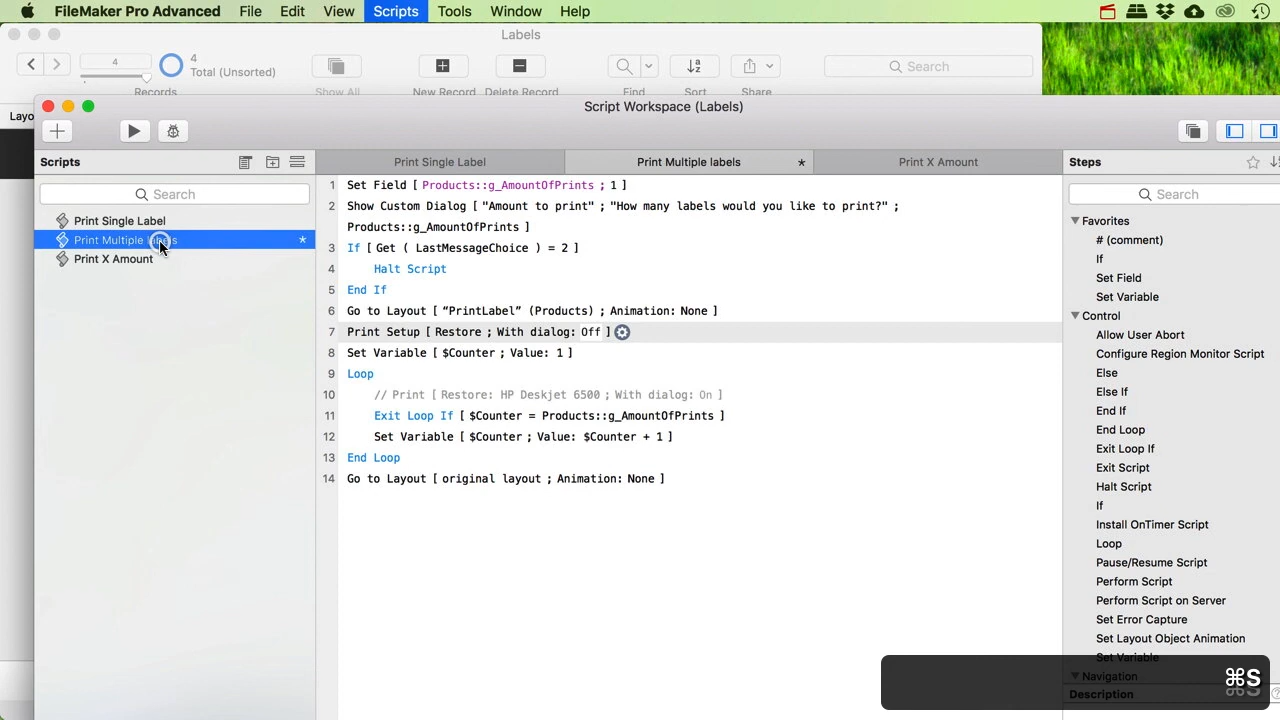 FileMaker Pro Advanced File Edit View Scripts Tools Window Help
Labels
4
4
Total (Unsorted)
Search
Records
Show All
New Record
Delete Record
Find
Sort
Share
Layo
Script Workspace (Labels)
Scripts
Print Single Label
Print Multiple labels *
Print X Amount
Steps
Search
Print Single Label
Print Multiple labels *
Print X Amount
1 Set Field [ Products::g_AmountOfPrints ; 1 ]
2 Show Custom Dialog [ "Amount to print" ; "How many labels would you like to print?" ;
Products::g_AmountOfPrints ]
3 If [ Get ( LastMessageChoice ) = 2 ]
4 Halt Script
5 End If
6 Go to Layout [ “PrintLabel” (Products) ; Animation: None ]
7 Print Setup [ Restore ; With dialog: Off ]
8 Set Variable [ $Counter ; Value: 1 ]
9 Loop
10 // Print [ Restore: HP Deskjet 6500 ; With dialog: On ]
11 Exit Loop If [ $Counter = Products::g_AmountOfPrints ]
12 Set Variable [ $Counter ; Value: $Counter + 1 ]
13 End Loop
14 Go to Layout [ original layout ; Animation: None ]
Search
Favorites
# (comment)
If
Set Field
Set Variable
Control
Allow User Abort
Configure Region Monitor Script
Else
Else If
End If
End Loop
Exit Loop If
Exit Script
Halt Script
If
Install OnTimer Script
Loop
Pause/Resume Script
Perform Script
Perform Script on Server
Set Error Capture
Set Layout Object Animation
Set Variable
Navigation
Description
⌘S